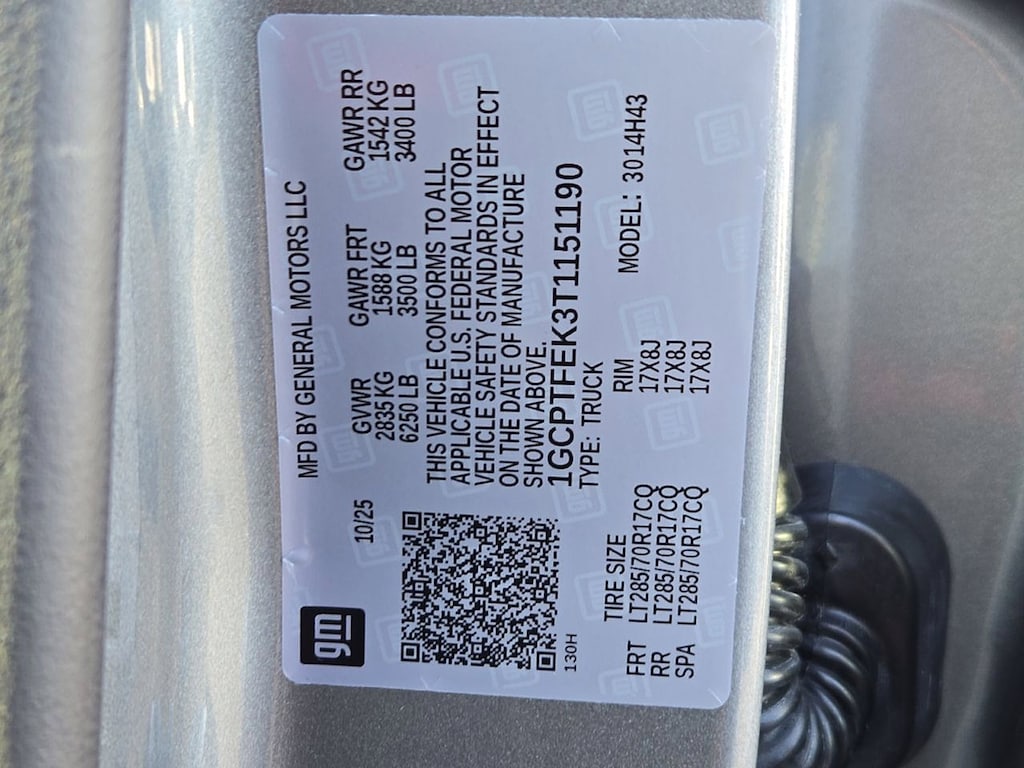 gm
MFD BY GENERAL MOTORS LLC
10/25
GVWR GAWR FRT GAWR RR
2835 KG 1588 KG 1542 KG
6250 LB 3500 LB 3400 LB
THIS VEHICLE CONFORMS TO ALL
APPLICABLE U.S. FEDERAL MOTOR
VEHICLE SAFETY STANDARDS IN EFFECT
ON THE DATE OF MANUFACTURE
SHOWN ABOVE.
1GCPTFEK3T1151190
130H
TYPE: TRUCK
TIRE SIZE RIM MODEL: 3014H43
FRT LT285/70R17CQ 17X8J
RR LT285/70R17CQ 17X8J
SPA LT285/70R17CQ 17X8J